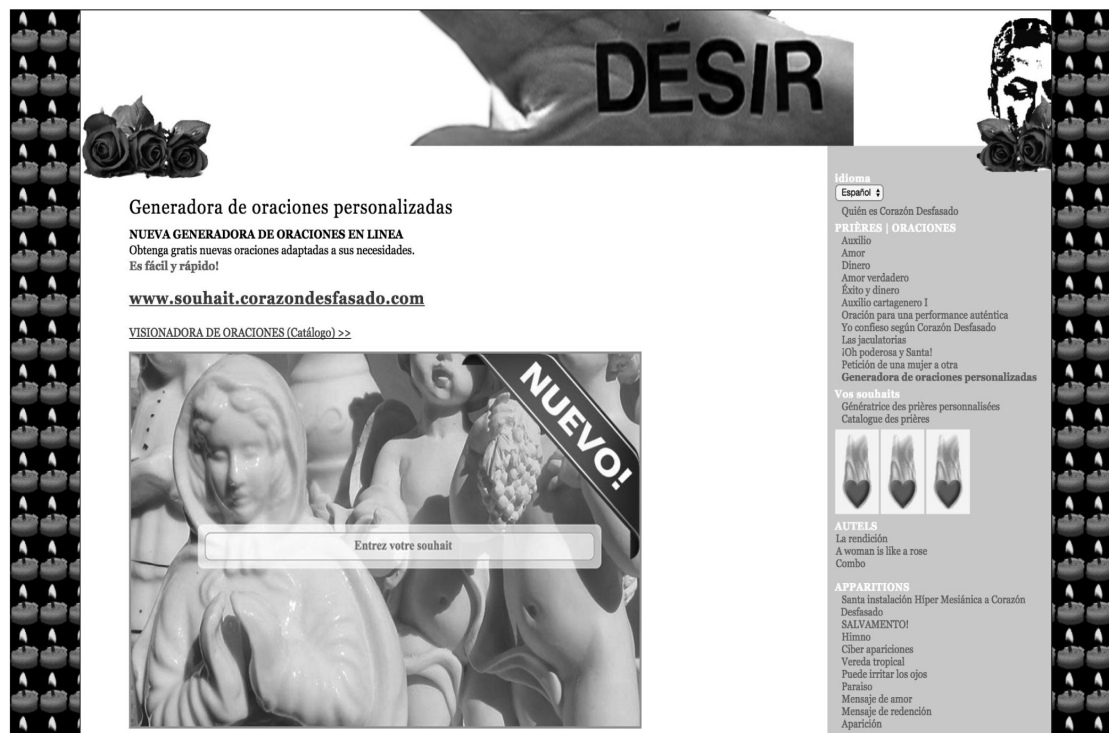 DÉSIR
Generadora de oraciones personalizadas
NUEVA GENERADORA DE ORACIONES EN LINEA
Obtenga gratis nuevas oraciones adaptadas a sus necesidades.
Es fácil y rápido!
www.souhait.corazondesfasado.com
VISIONADORA DE ORACIONES (Catálogo) >>
NUEVO!
Entrez votre souhait
idioma
Español
Quién es Corazón Desfasado
PRIÈRES | ORACIONES
Auxilio
Amor
Dinero
Amor verdadero
Éxito y dinero
Auxilio cartagenero I
Oración para una performance auténtica
Yo confieso según Corazón Desfasado
Las jaculatorias
¡Oh poderosa y Santa!
Petición de una mujer a otra
Generadora de oraciones personalizadas
Vos souhaits
Génératrice des prières personnalisées
Catalogue des prières
AUTELS
La rendición
A woman is like a rose
Combo
APPARITIONS
Santa instalación Híper Mesiánica a Corazón
Desfasado
SALVAMENTO!
Himno
Ciber apariciones
Vereda tropical
Puede irritar los ojos
Paraiso
Mensaje de amor
Mensaje de redención
Aparición